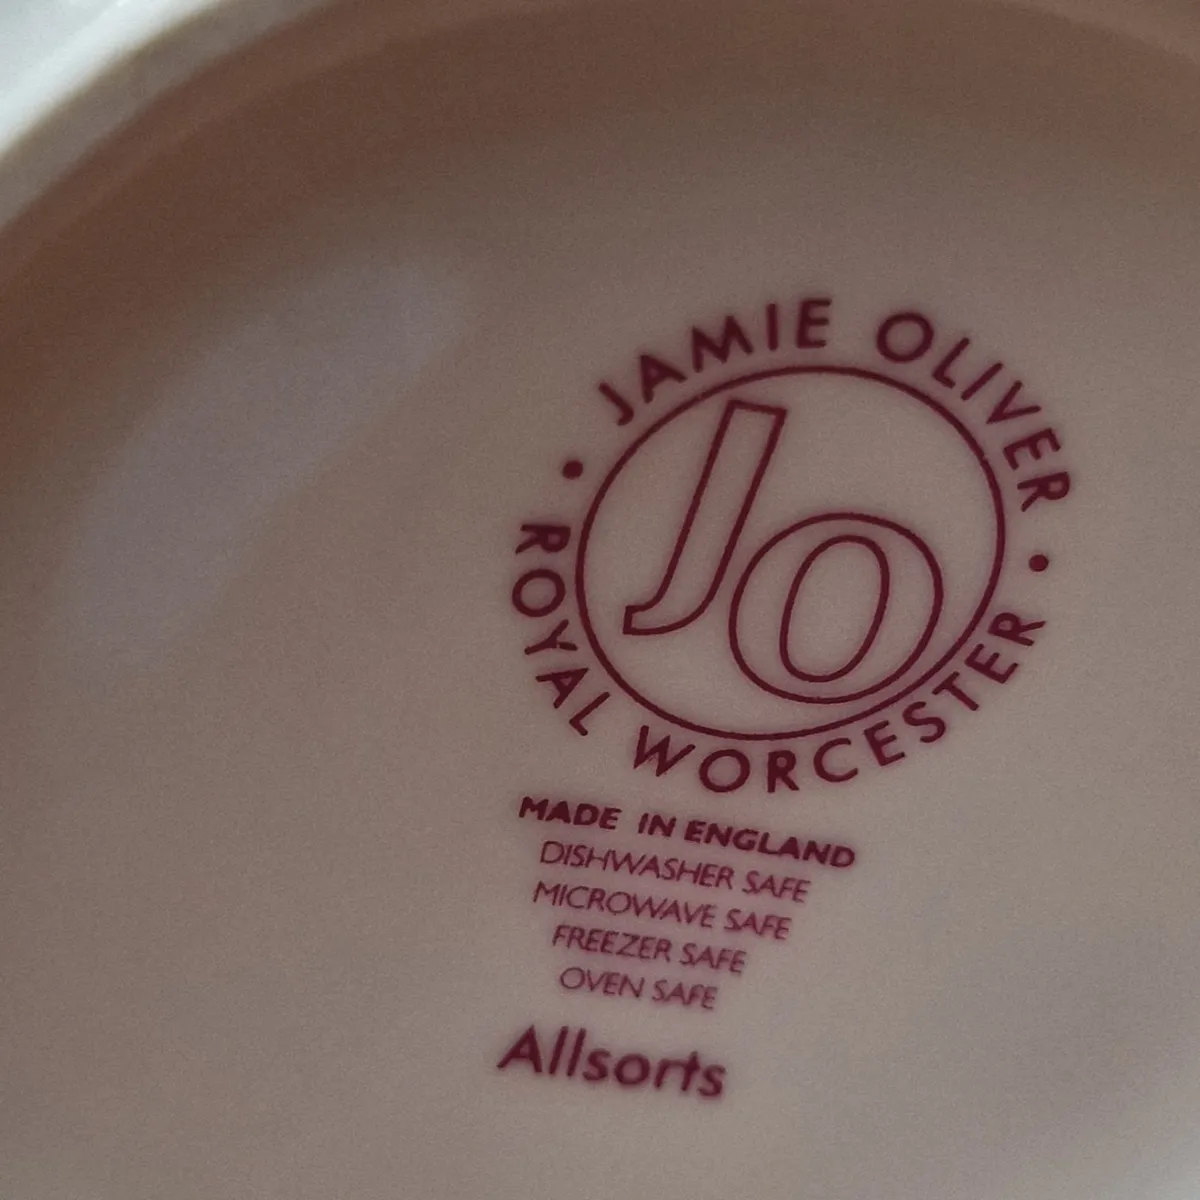 • JAMIE OLIVER •
JO
ROYAL WORCESTER
MADE IN ENGLAND
DISHWASHER SAFE
MICROWAVE SAFE
FREEZER SAFE
OVEN SAFE
Allsorts